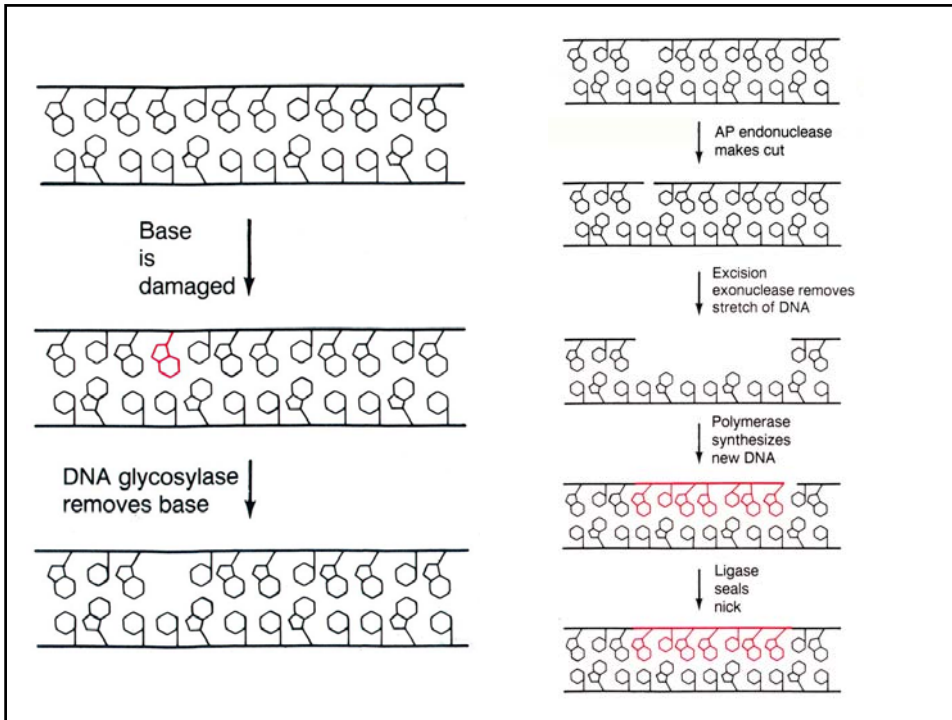 Base
is
damaged
DNA glycosylase
removes base
AP endonuclease
makes cut
Excision
exonuclease removes
stretch of DNA
Polymerase
synthesizes
new DNA
Ligase
seals
nick